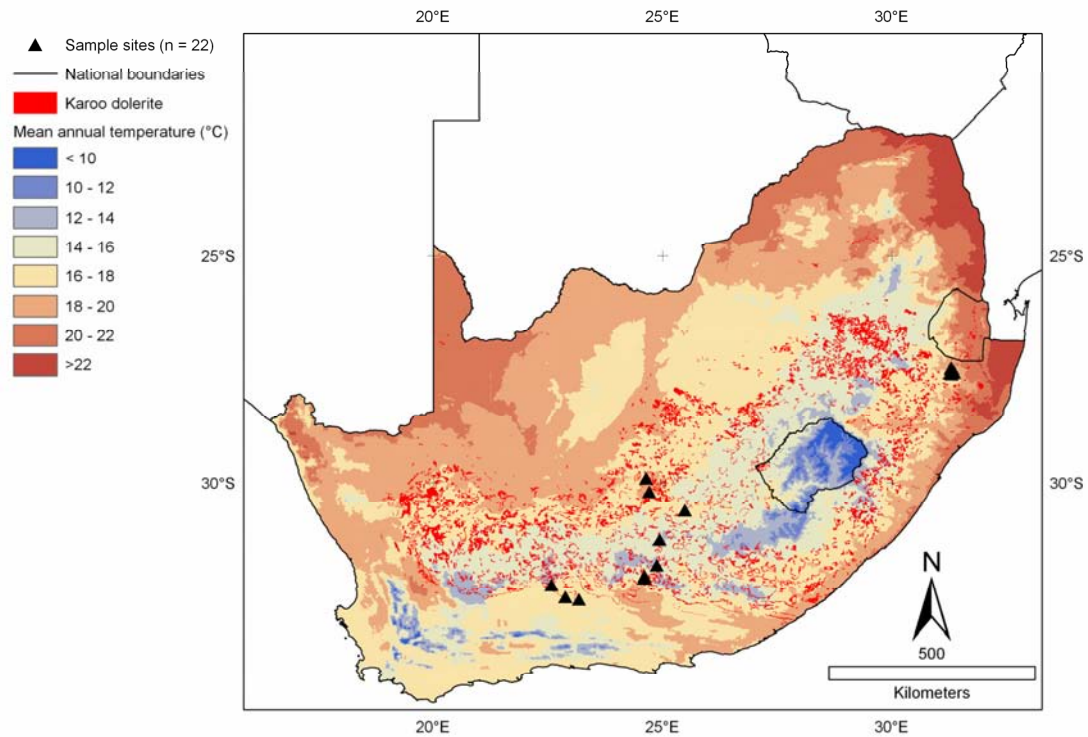 20°E 25°E 30°E
Sample sites (n = 22)
National boundaries
Karoo dolerite
Mean annual temperature (°C)
< 10
10 - 12
12 - 14
14 - 16
16 - 18
18 - 20
20 - 22
>22
25°S 25°S
30°S 30°S
N
500
Kilometers
20°E 25°E 30°E